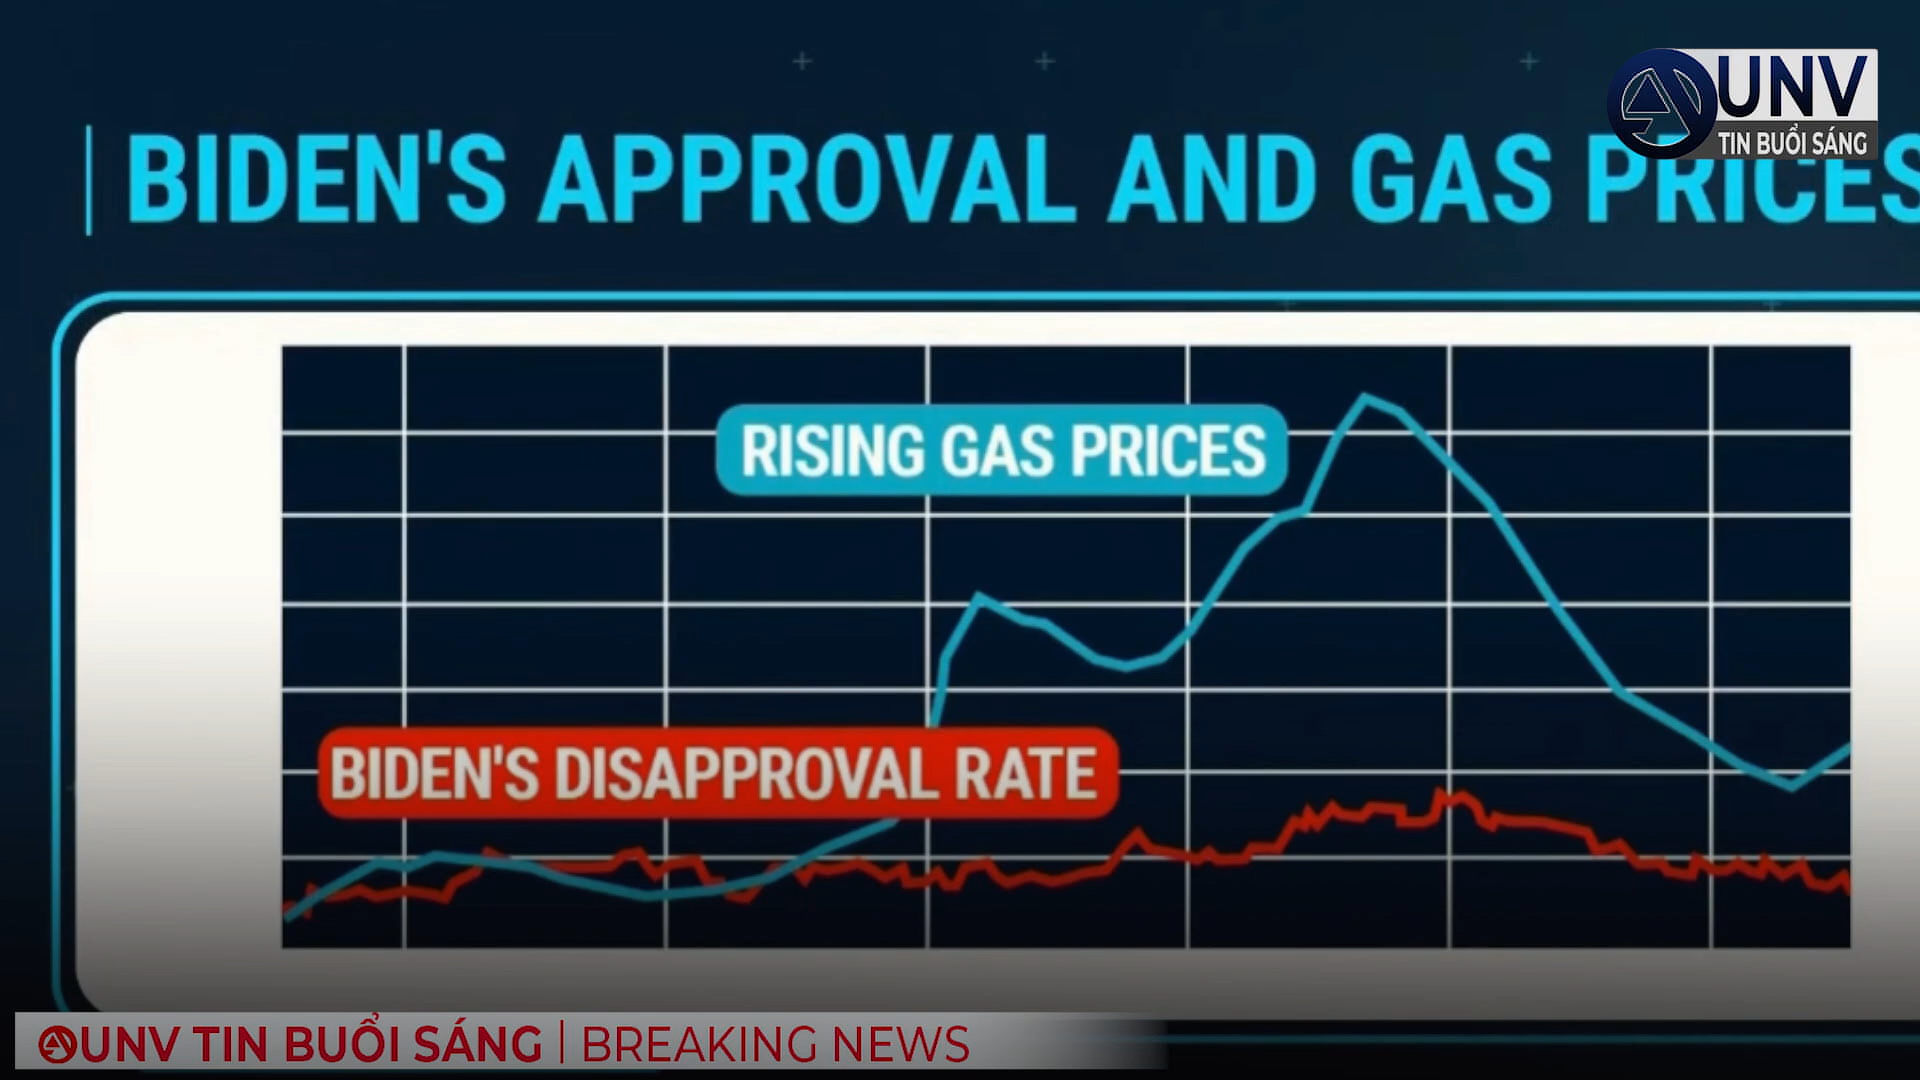 UNV
TIN BUỔI SÁNG
BIDEN'S APPROVAL AND GAS PRICES
RISING GAS PRICES
BIDEN'S DISAPPROVAL RATE
UNV TIN BUỔI SÁNG | BREAKING NEWS